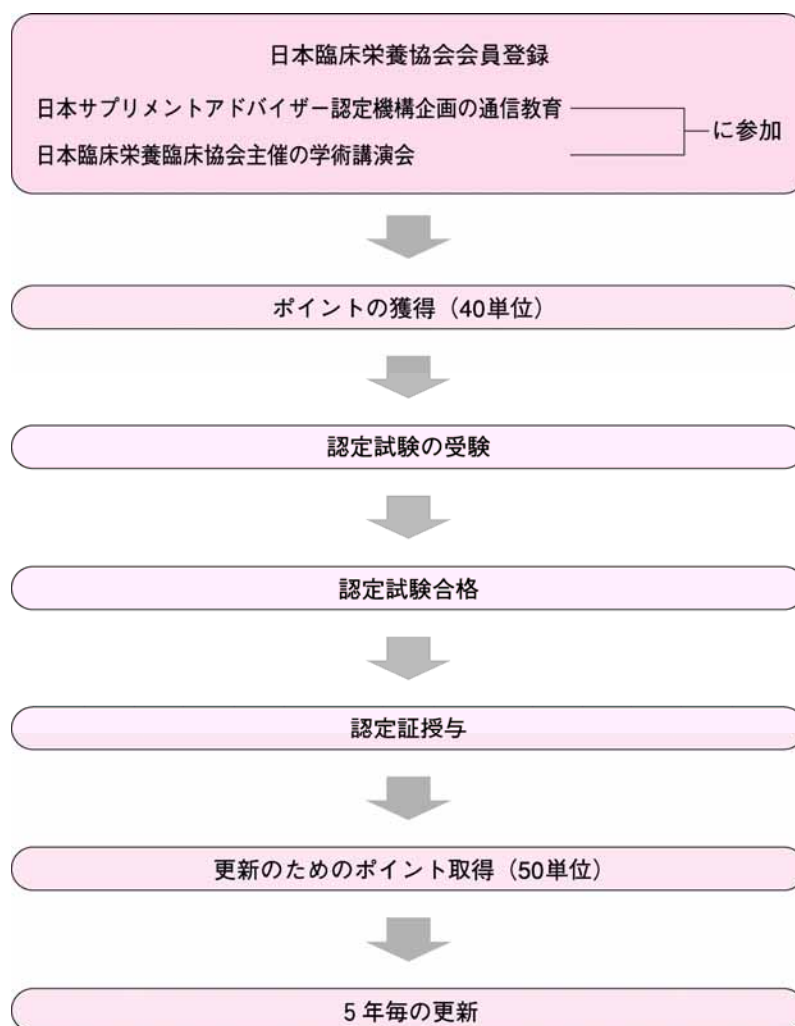 日本臨床栄養協会会員登録
日本サプリメントアドバイザー認定機構企画の通信教育
に参加
日本臨床栄養臨床協会主催の学術講演会
ポイントの獲得（40単位）
認定試験の受験
認定試験合格
認定証授与
更新のためのポイント取得（50単位）
5年毎の更新